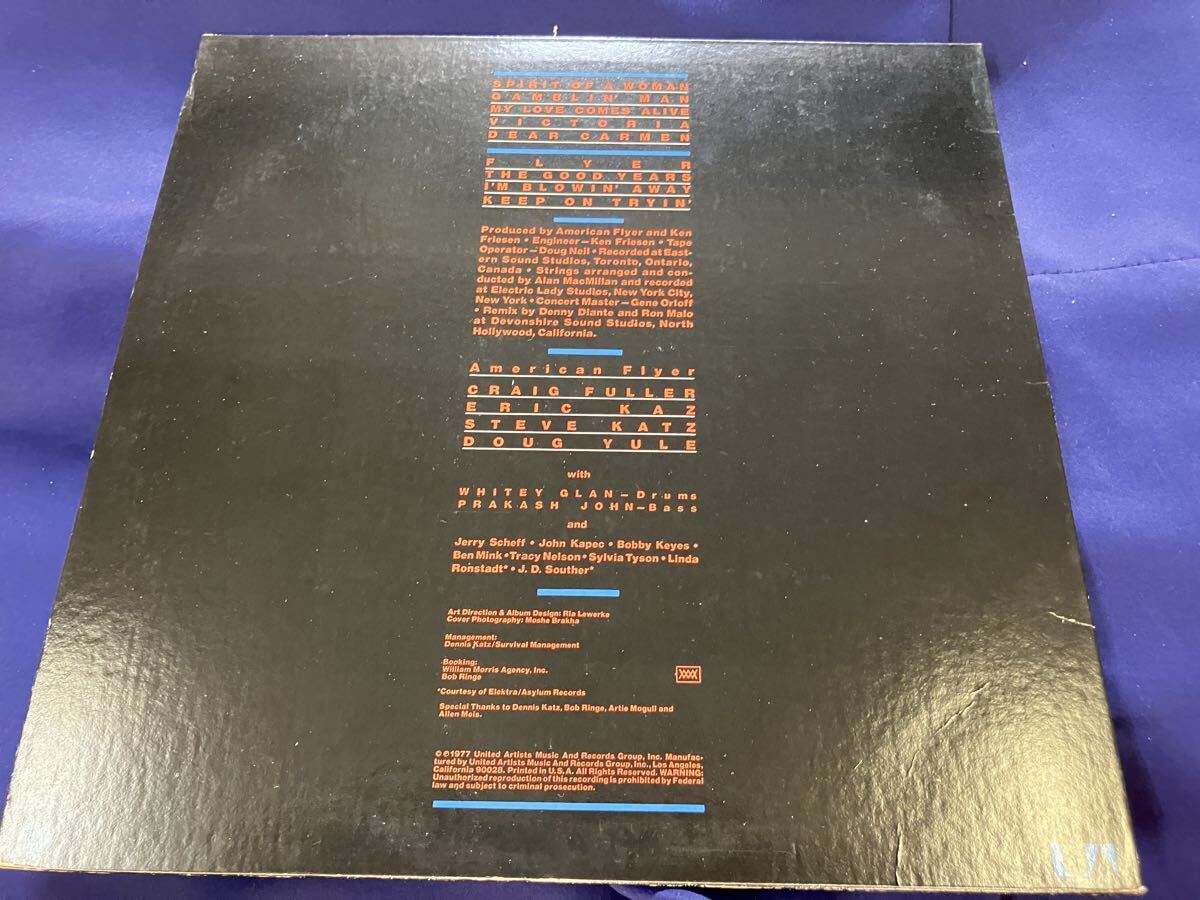 SPIRIT OF A WOMAN
GAMBLIN' MAN
MY LOVE COMES ALIVE
VICTORIA
DEAR CARMEN
FLYER
THE GOOD YEARS
I'M BLOWIN' AWAY
KEEP ON TRYIN'
Produced by American Flyer and Ken
Friesen • Engineer—Ken Friesen • Tape
Operator—Doug Neil • Recorded at East-
ern Sound Studios, Toronto, Ontario,
Canada • Strings arranged and con-
ducted by Alan MacMillan and recorded
at Electric Lady Studios, New York City,
New York • Concert Master—Gene Orloff
• Remix by Denny Diante and Ron Malo
at Devonshire Sound Studios, North
Hollywood, California.
American Flyer
CRAIG FULLER
ERIC KAZ
STEVE KATZ
DOUG YULE
with
WHITEY GLAN—Drums
PRAKASH JOHN—Bass
and
Jerry Scheff • John Kapec • Bobby Keyes •
Ben Mink • Tracy Nelson • Sylvia Tyson • Linda
Ronstadt* • J. D. Souther*
Art Direction & Album Design: Ria Lewerke
Cover Photography: Moshe Brakha
Management:
Dennis Katz/Survival Management
Booking:
William Morris Agency, Inc.
Bob Ringe
*Courtesy of Elektra/Asylum Records
Special Thanks to Dennis Katz, Bob Ringe, Artie Mogull and
Allen Mels.
©℗1977 United Artists Music And Records Group, Inc. Manufac-
tured by United Artists Music And Records Group, Inc., Los Angeles,
California 90028. Printed in U.S.A. All Rights Reserved. WARNING:
Unauthorized reproduction of this recording is prohibited by Federal
law and subject to criminal prosecution.